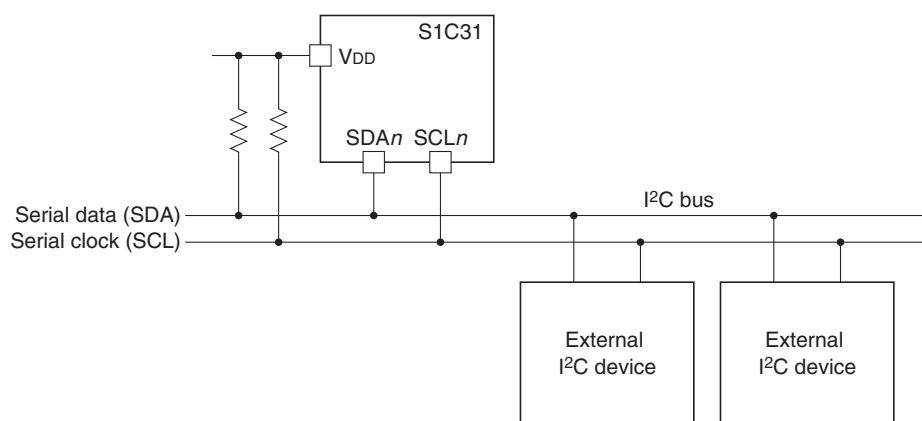 S1C31
VDD
SDAn SCLn
I²C bus
Serial data (SDA)
Serial clock (SCL)
External
I²C device
External
I²C device